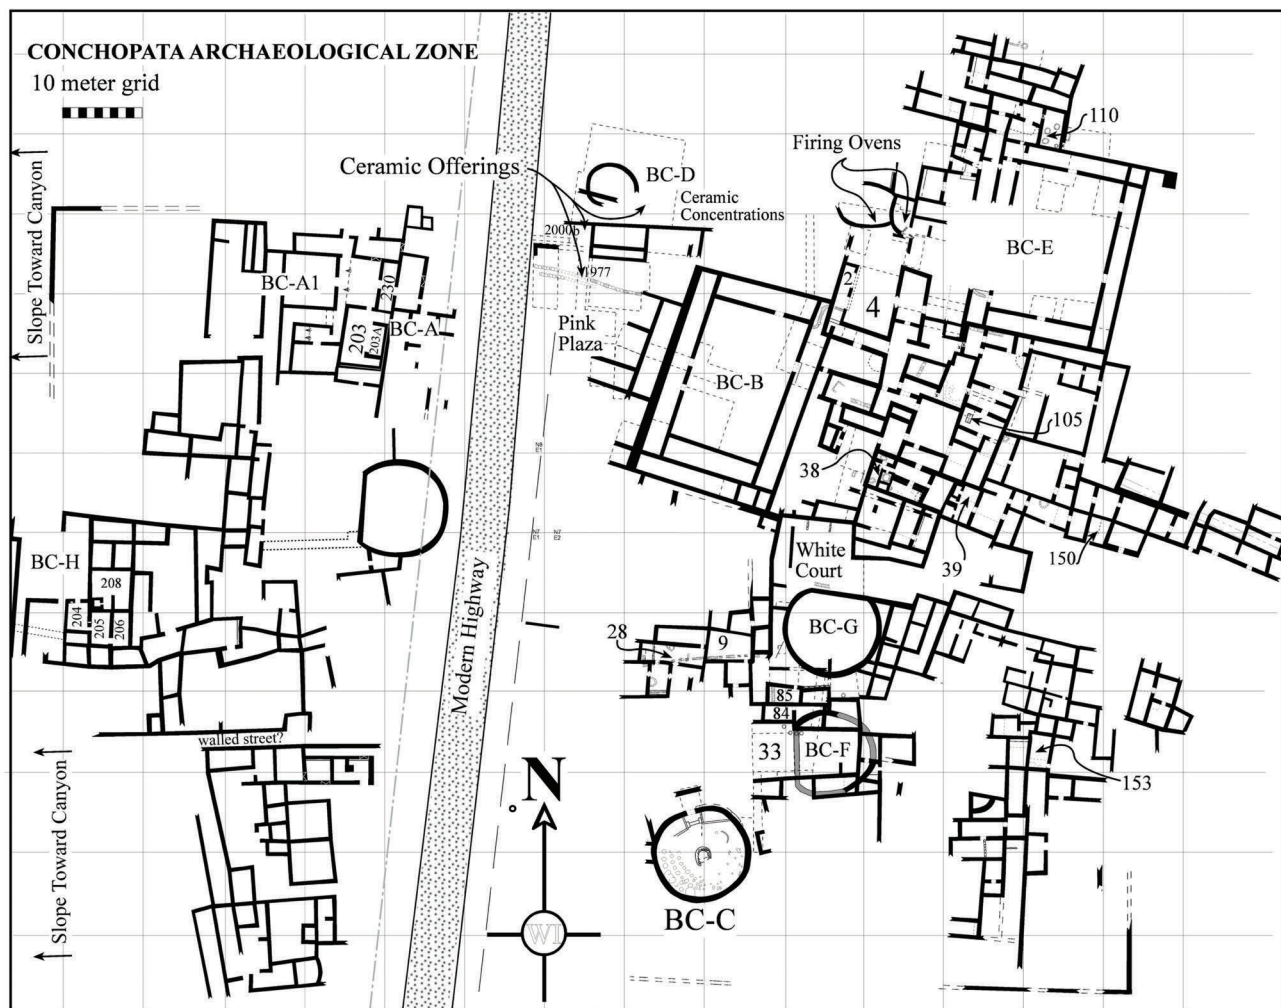 CONCHOPATA ARCHAEOLOGICAL ZONE
10 meter grid
110
Slope Toward Canyon
Ceramic Offerings
Firing Ovens
BC-D
Ceramic
Concentrations
2000b
1977
BC-E
BC-A1
230
2
4
203
203A
BC-A
Pink
Plaza
BC-B
105
38
39
150
White
Court
BC-H
208
204
205
206
Modern Highway
BC-G
28
9
85
84
walled street?
33
BC-F
153
Slope Toward Canyon
N
BC-C
WI